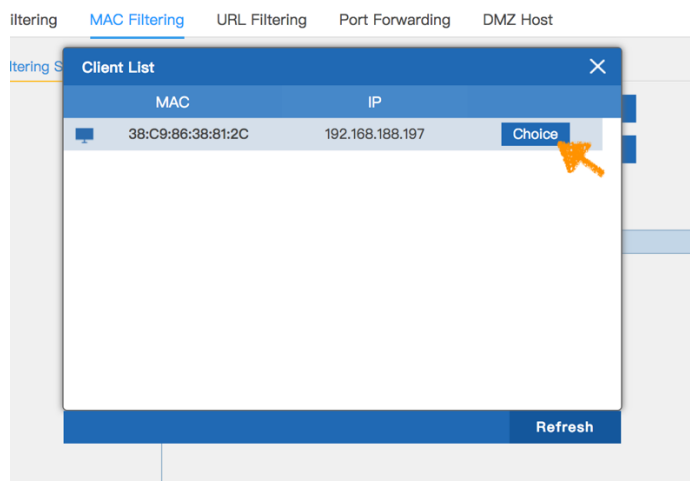 iltering MAC Filtering URL Filtering Port Forwarding DMZ Host
ltering S
Client List
MAC IP
38:C9:86:38:81:2C 192.168.188.197 Choice
Refresh